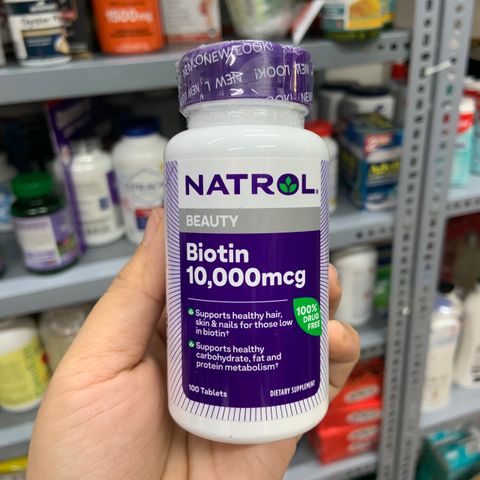 NEW LOOK!
NATROL®
BEAUTY
Biotin
10,000mcg
100%
DRUG
FREE
Supports healthy hair,
skin & nails for those low
in biotin†
Supports healthy
carbohydrate, fat and
protein metabolism†
100 Tablets
DIETARY SUPPLEMENT